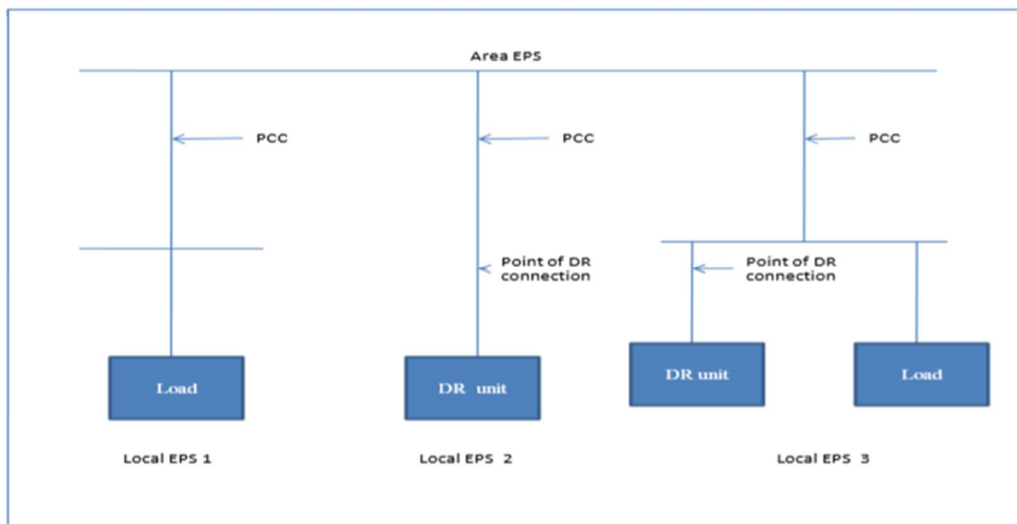 Area EPS
PCC
PCC
PCC
Point of DR
connection
Point of DR
connection
Load
DR unit
DR unit
Load
Local EPS 1
Local EPS 2
Local EPS 3